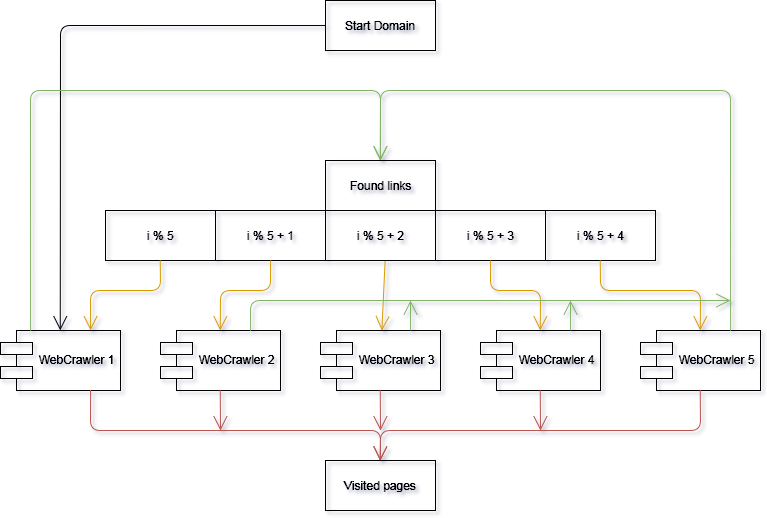 Start Domain
Found links
i % 5
i % 5 + 1
i % 5 + 2
i % 5 + 3
i % 5 + 4
WebCrawler 1
WebCrawler 2
WebCrawler 3
WebCrawler 4
WebCrawler 5
Visited pages